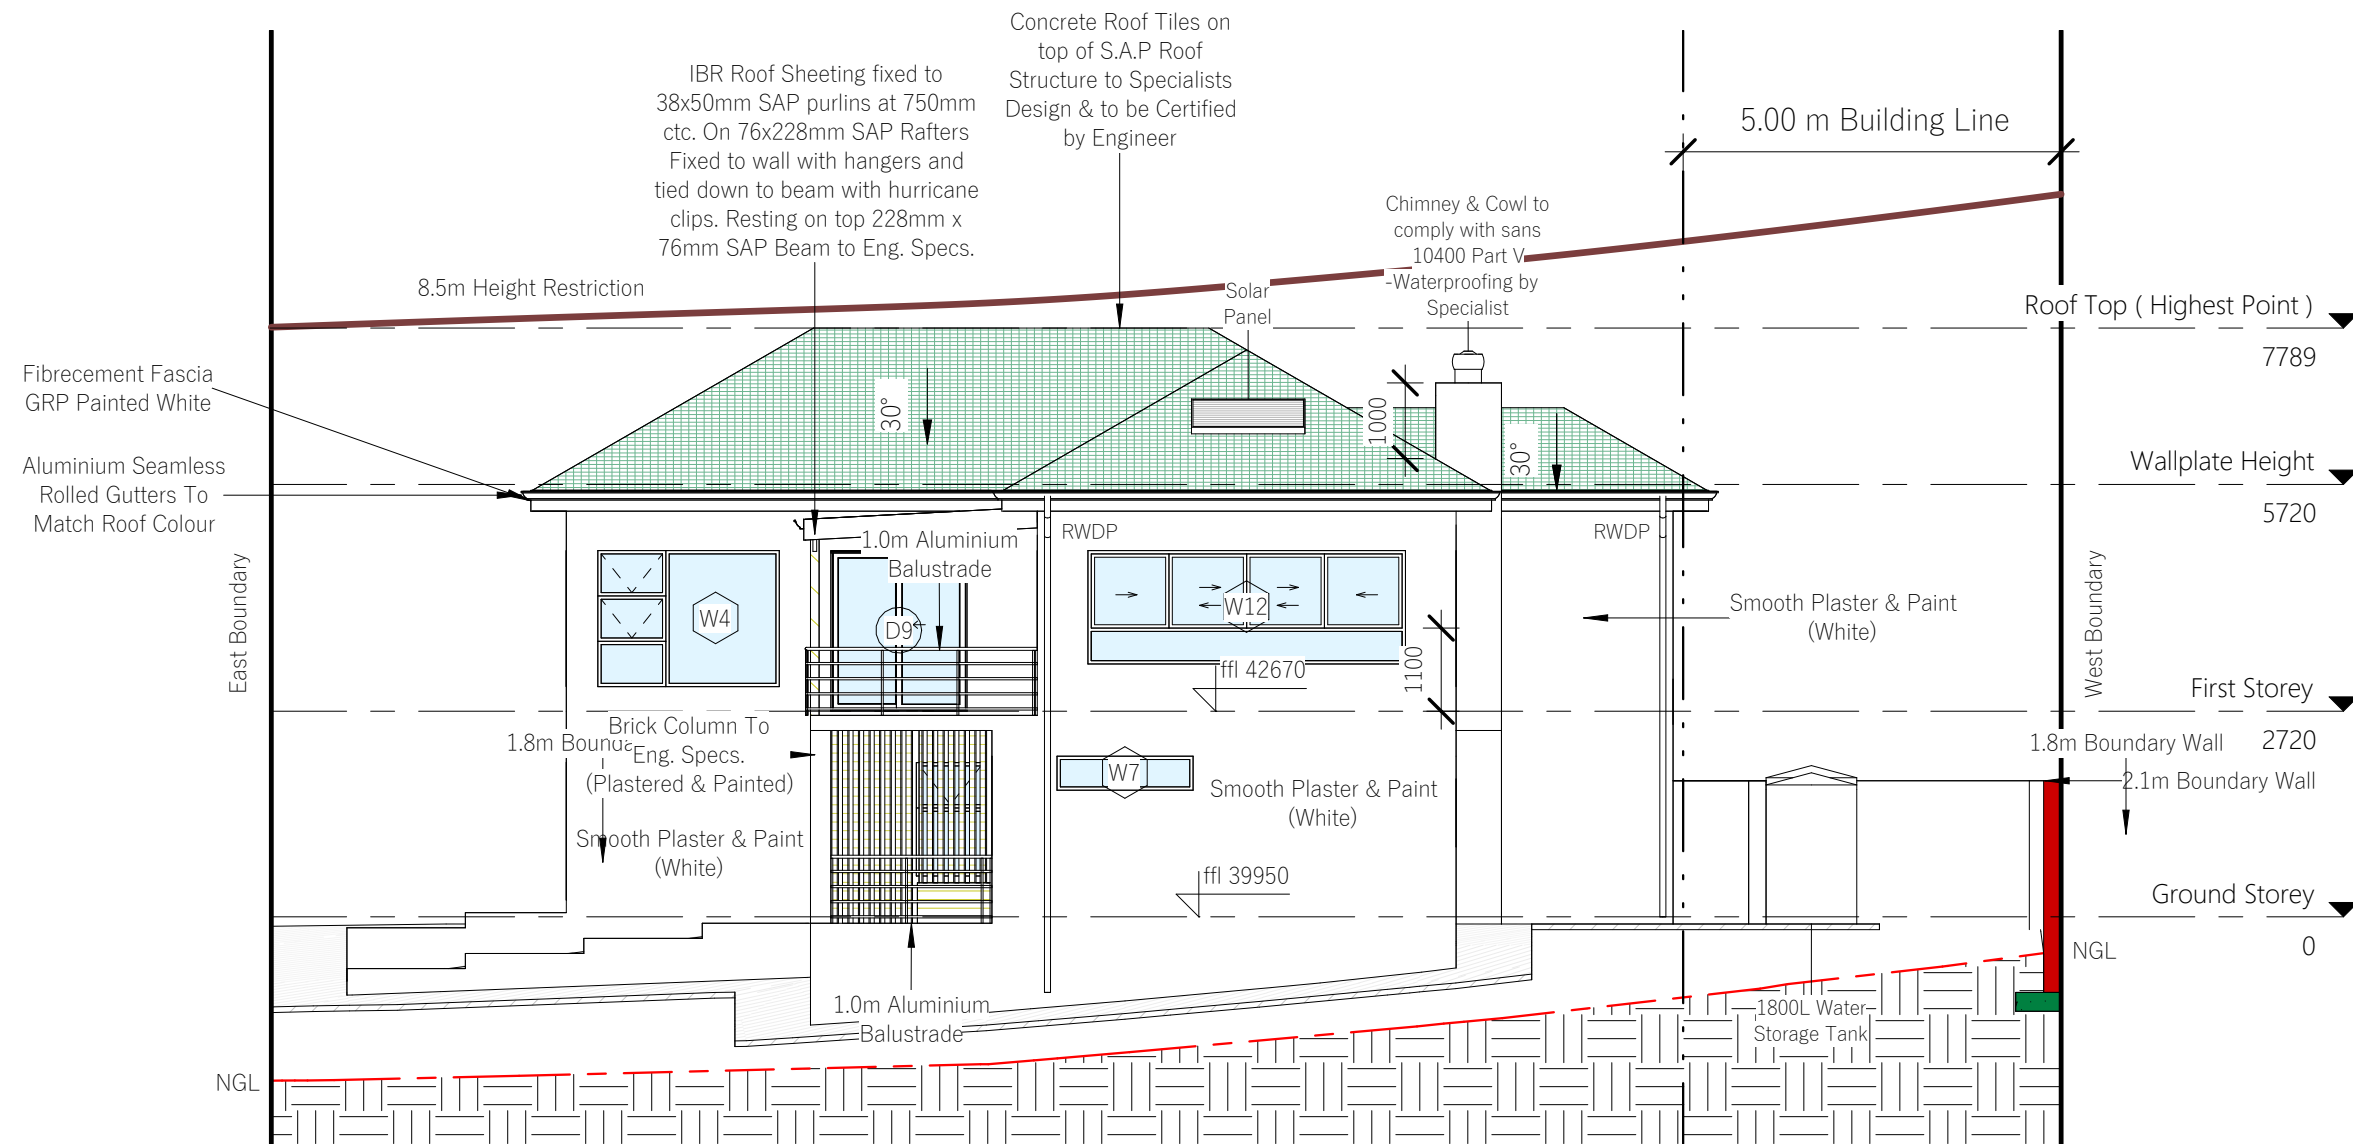 Concrete Roof Tiles on
top of S.A.P Roof
Structure to Specialists
Design & to be Certified
by Engineer
IBR Roof Sheeting fixed to
38x50mm SAP purlins at 750mm
ctc. On 76x228mm SAP Rafters
Fixed to wall with hangers and
tied down to beam with hurricane
clips. Resting on top 228mm x
76mm SAP Beam to Eng. Specs.
5.00 m Building Line
Chimney & Cowl to
comply with sans
10400 Part V
-Waterproofing by
Specialist
8.5m Height Restriction
Solar
Panel
Roof Top ( Highest Point )
7789
Fibrecement Fascia
GRP Painted White
30°
1000
30°
Aluminium Seamless
Rolled Gutters To
Match Roof Colour
Wallplate Height
5720
1.0m Aluminium
Balustrade
RWDP
RWDP
East Boundary
W4
D9
W12
Smooth Plaster & Paint
(White)
West Boundary
ffl 42670
1100
First Storey
2720
1.8m Bounda
Brick Column To
Eng. Specs.
(Plastered & Painted)
W7
Smooth Plaster & Paint
(White)
1.8m Boundary Wall
2.1m Boundary Wall
Smooth Plaster & Paint
(White)
ffl 39950
Ground Storey
0
NGL
1.0m Aluminium
Balustrade
1800L Water
Storage Tank
NGL